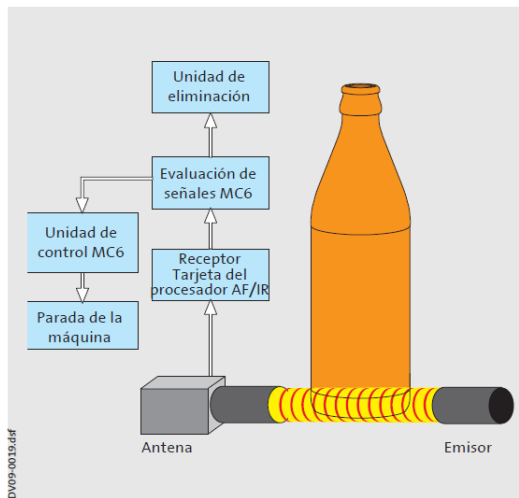 Unidad de
eliminación
Evaluación de
señales MC6
Unidad de
control MC6
Receptor
Tarjeta del
procesador AF/IR
Parada de la
máquina
Antena
Emisor
DV09-0019.dsf